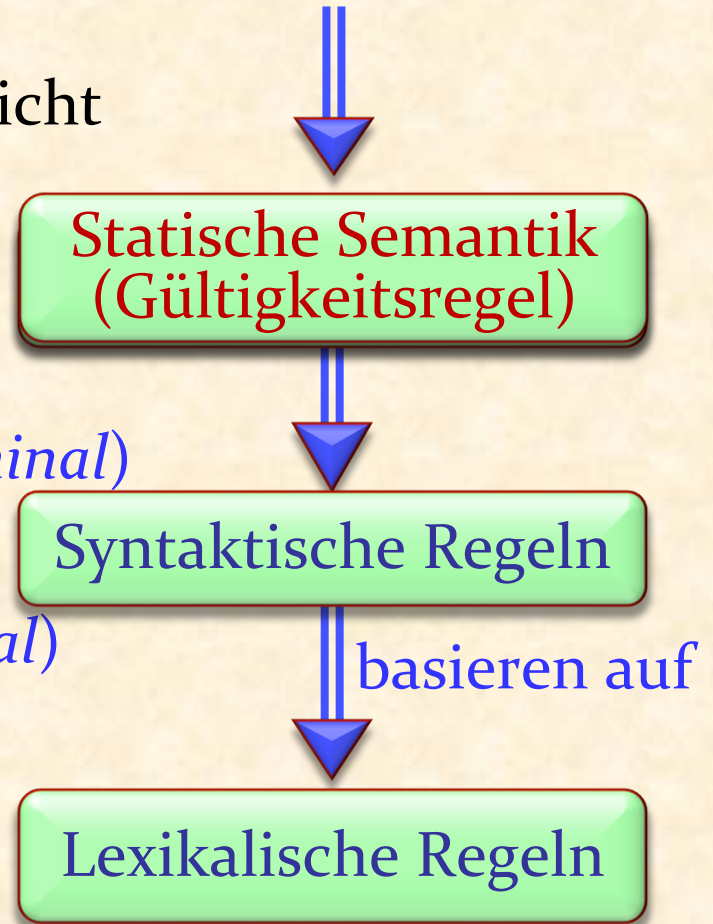 icht
Statische Semantik
(Gültigkeitsregel)
inal)
Syntaktische Regeln
al)
basieren auf
Lexikalische Regeln